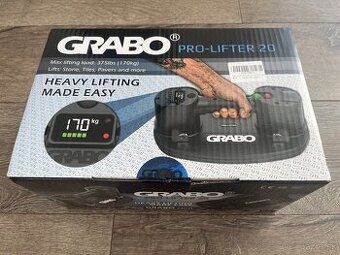 GRABO®
PRO-LIFTER 20
Max lifting load: 375lbs (170kg)
Lifts: Stone, Tiles, Pavers and more
HEAVY LIFTING
MADE EASY
170 kg
GRABO
GRABO